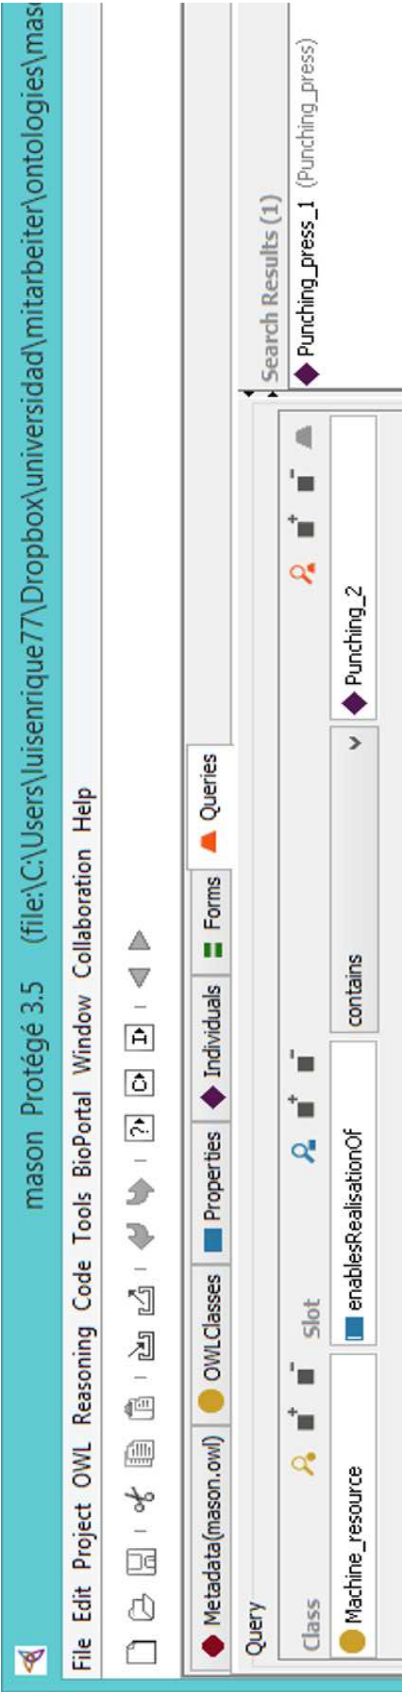 mason Protégé 3.5 (file:\C:\Users\luisenrique77\Dropbox\universidad\mitarbeiter\ontologies\maso
File Edit Project OWL Reasoning Code Tools BioPortal Window Collaboration Help
Metadata(mason.owl) OWLClasses Properties Individuals Forms Queries
Query
Search Results (1)
Class Slot
Punching_press_1 (Punching_press)
Machine_resource enablesRealisationOf contains Punching_2